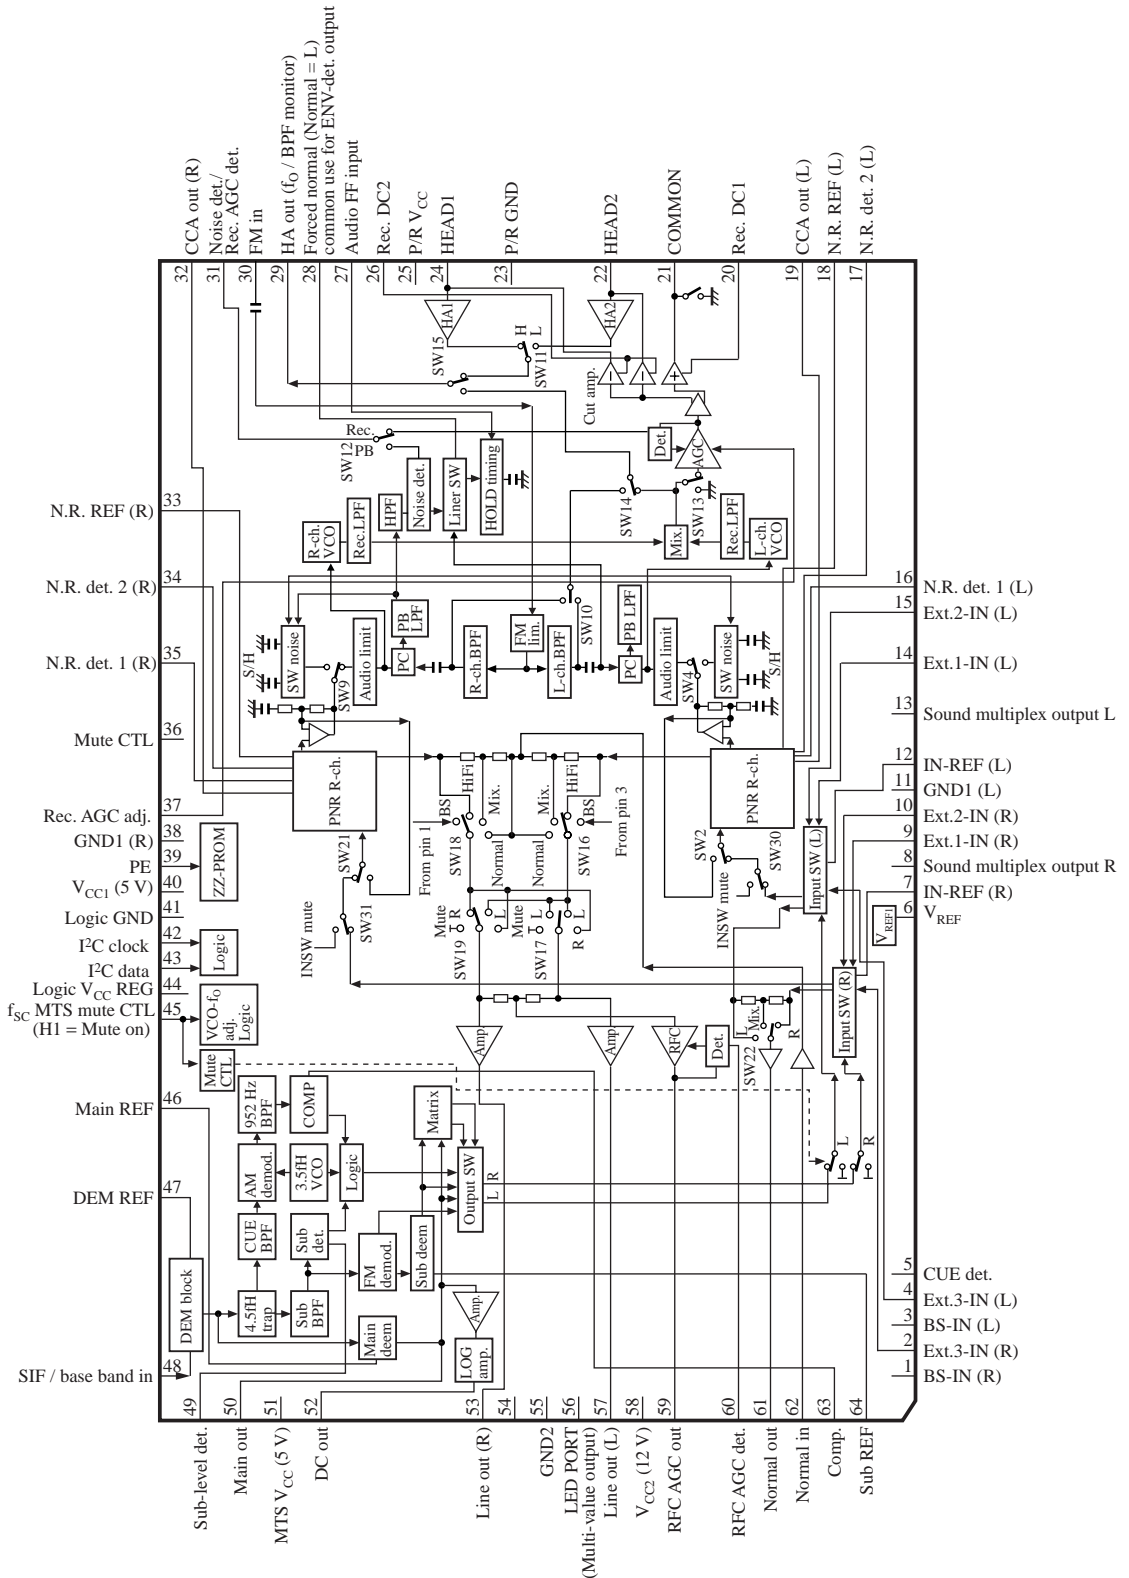 CCA out (R)
Noise det./
Rec. AGC det.
FM in
HA out (fO / BPF monitor)
Forced normal (Normal = L)
common use for ENV-det. output
Audio FF input
Rec. DC2
P/R VCC
HEAD1
P/R GND
HEAD2
COMMON
Rec. DC1
CCA out (L)
N.R. REF (L)
N.R. det. 2 (L)
32
31
30
29
28
27
26
25
24
23
22
21
20
19
18
17
N.R. REF (R)
33
N.R. det. 2 (R)
34
N.R. det. 1 (R)
35
Mute CTL
36
Rec. AGC adj.
37
GND1 (R)
38
PE
39
VCC1 (5 V)
40
Logic GND
41
I2C clock
42
I2C data
43
Logic VCC REG
44
fSC MTS mute CTL
(H1 = Mute on)
45
Main REF
46
DEM REF
47
SIF / base band in
48
16
N.R. det. 1 (L)
15
Ext.2-IN (L)
14
Ext.1-IN (L)
13
Sound multiplex output L
12
IN-REF (L)
11
GND1 (L)
10
Ext.2-IN (R)
9
Ext.1-IN (R)
8
Sound multiplex output R
7
IN-REF (R)
6
VREF
5
CUE det.
4
Ext.3-IN (L)
3
BS-IN (L)
2
Ext.3-IN (R)
1
BS-IN (R)
HA1
HA2
SW15
SW11
H
L
Cut amp.
−
−
+
Rec.
PB
SW12
Det.
AGC
Noise det.
Liner SW
HOLD timing
HPF
R-ch.
VCO
Rec.LPF
SW14
SW13
Mix.
Rec.LPF
L-ch.
VCO
S/H
SW noise
SW9
Audio limit
PB
LPF
PC
R-ch.BPF
FM
lim.
L-ch.BPF
SW10
PB LPF
PC
Audio limit
SW4
SW noise
S/H
PNR R-ch.
HiFi
Mix.
Mix.
HiFi
PNR R-ch.
BS
BS
From pin 1
SW18
Normal
Normal
SW16
From pin 3
SW21
SW31
INSW mute
SW2
SW30
INSW mute
Input SW (L)
Mute
R
L
SW19
Mute
L
L
R
SW17
VREF1
Input SW (R)
ZZ-PROM
Logic
VCO-fO
adj.
Logic
Mute
CTL
Amp.
Amp.
RFC
Det.
L
Mix.
R
SW22
952 Hz
BPF
COMP
Matrix
AM
demod.
3.5fH
VCO
Logic
Output SW
R
L
L
R
CUE
BPF
Sub
det.
FM
demod.
Sub deem
DEM block
4.5fH
trap
Sub
BPF
Main
deem
Amp.
LOG
amp.
49
50
51
52
53
54
55
56
57
58
59
60
61
62
63
64
Sub-level det.
Main out
MTS VCC (5 V)
DC out
Line out (R)
GND2
LED PORT
(Multi-value output)
Line out (L)
VCC2 (12 V)
RFC AGC out
RFC AGC det.
Normal out
Normal in
Comp.
Sub REF